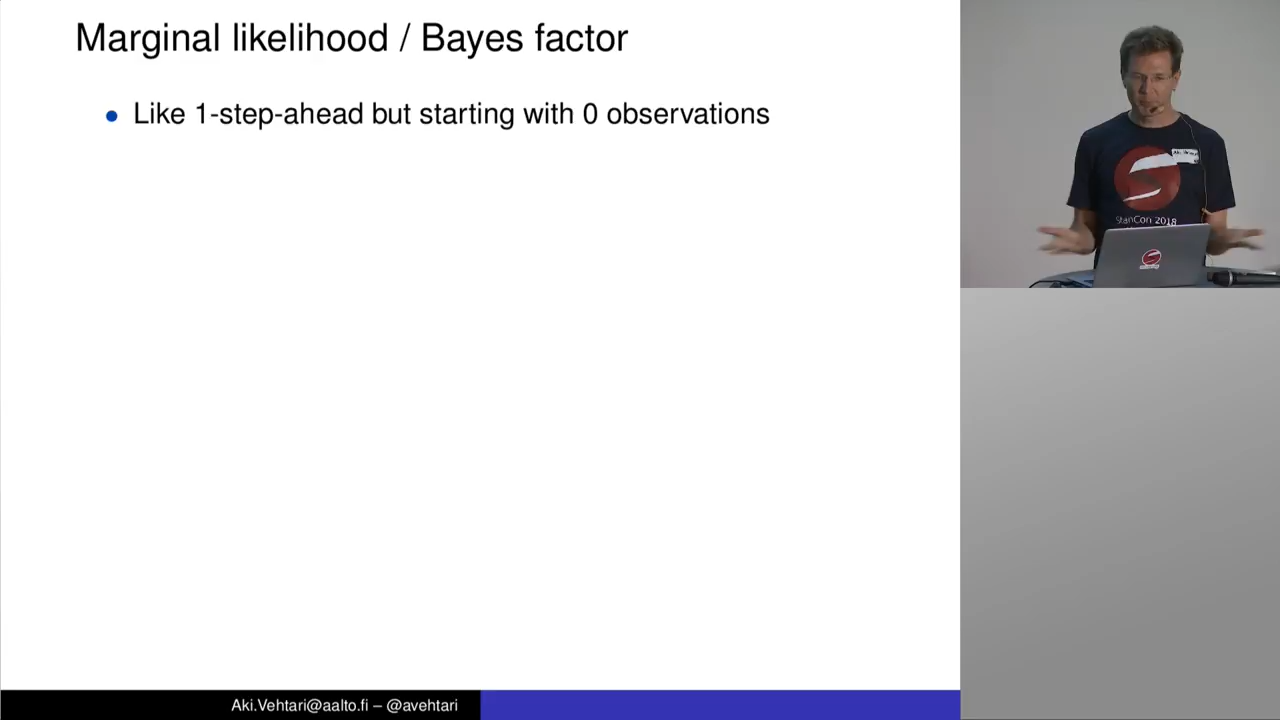 Marginal likelihood / Bayes factor
Like 1-step-ahead but starting with 0 observations
StanCon 2018
Aki.Vehtari@aalto.fi – @avehtari